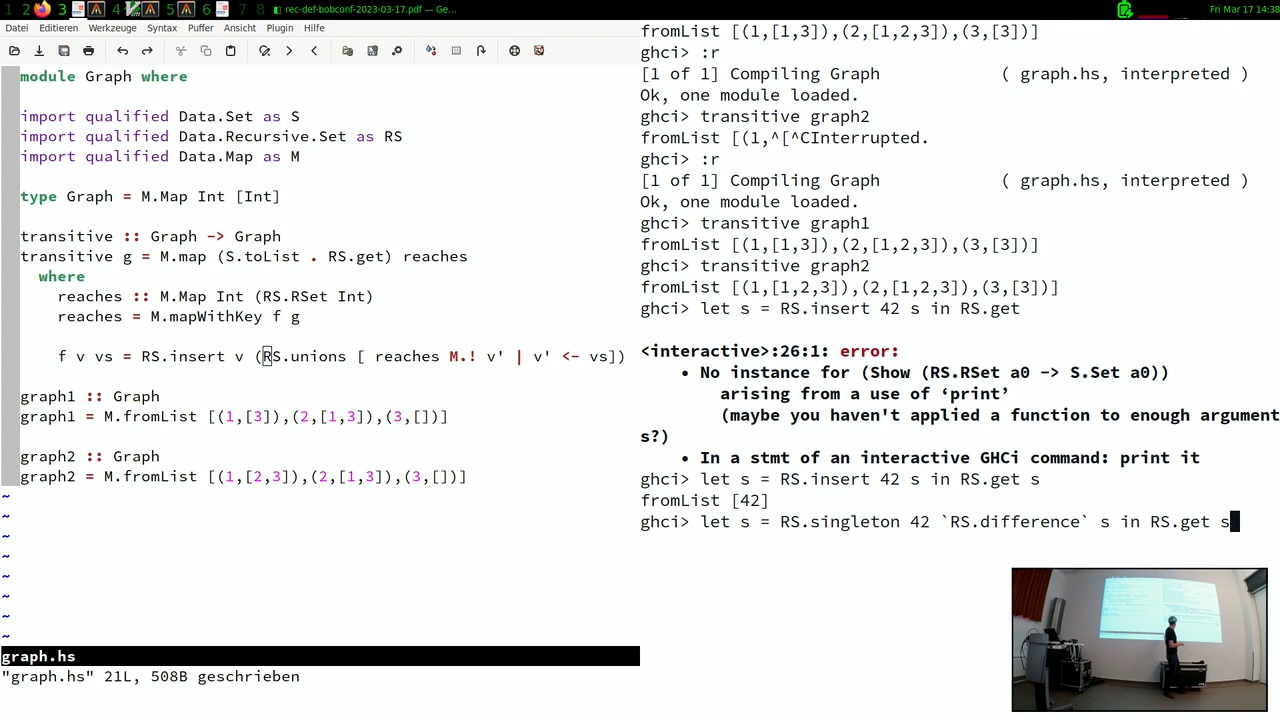 1 2 3 4 5 6 7 8 rec-def-bobconf-2023-03-17.pdf — Ge... Fri Mar 17 14:38
Datei Editieren Werkzeuge Syntax Puffer Ansicht Plugin Hilfe
module Graph where
import qualified Data.Set as S
import qualified Data.Recursive.Set as RS
import qualified Data.Map as M
type Graph = M.Map Int [Int]
transitive :: Graph -> Graph
transitive g = M.map (S.toList . RS.get) reaches
where
reaches :: M.Map Int (RS.RSet Int)
reaches = M.mapWithKey f g
f v vs = RS.insert v (RS.unions [ reaches M.! v' | v' <- vs])
graph1 :: Graph
graph1 = M.fromList [(1,[3]),(2,[1,3]),(3,[])]
graph2 :: Graph
graph2 = M.fromList [(1,[2,3]),(2,[1,3]),(3,[])]
~
~
~
~
~
~
~
~
graph.hs
"graph.hs" 21L, 508B geschrieben
fromList [(1,[1,3]),(2,[1,2,3]),(3,[3])]
ghci> :r
[1 of 1] Compiling Graph ( graph.hs, interpreted )
Ok, one module loaded.
ghci> transitive graph2
fromList [(1,^[^CInterrupted.
ghci> :r
[1 of 1] Compiling Graph ( graph.hs, interpreted )
Ok, one module loaded.
ghci> transitive graph1
fromList [(1,[1,3]),(2,[1,2,3]),(3,[3])]
ghci> transitive graph2
fromList [(1,[1,2,3]),(2,[1,2,3]),(3,[3])]
ghci> let s = RS.insert 42 s in RS.get
<interactive>:26:1: error:
• No instance for (Show (RS.RSet a0 -> S.Set a0))
arising from a use of ‘print’
(maybe you haven't applied a function to enough argument
s?)
• In a stmt of an interactive GHCi command: print it
ghci> let s = RS.insert 42 s in RS.get s
fromList [42]
ghci> let s = RS.singleton 42 `RS.difference` s in RS.get s